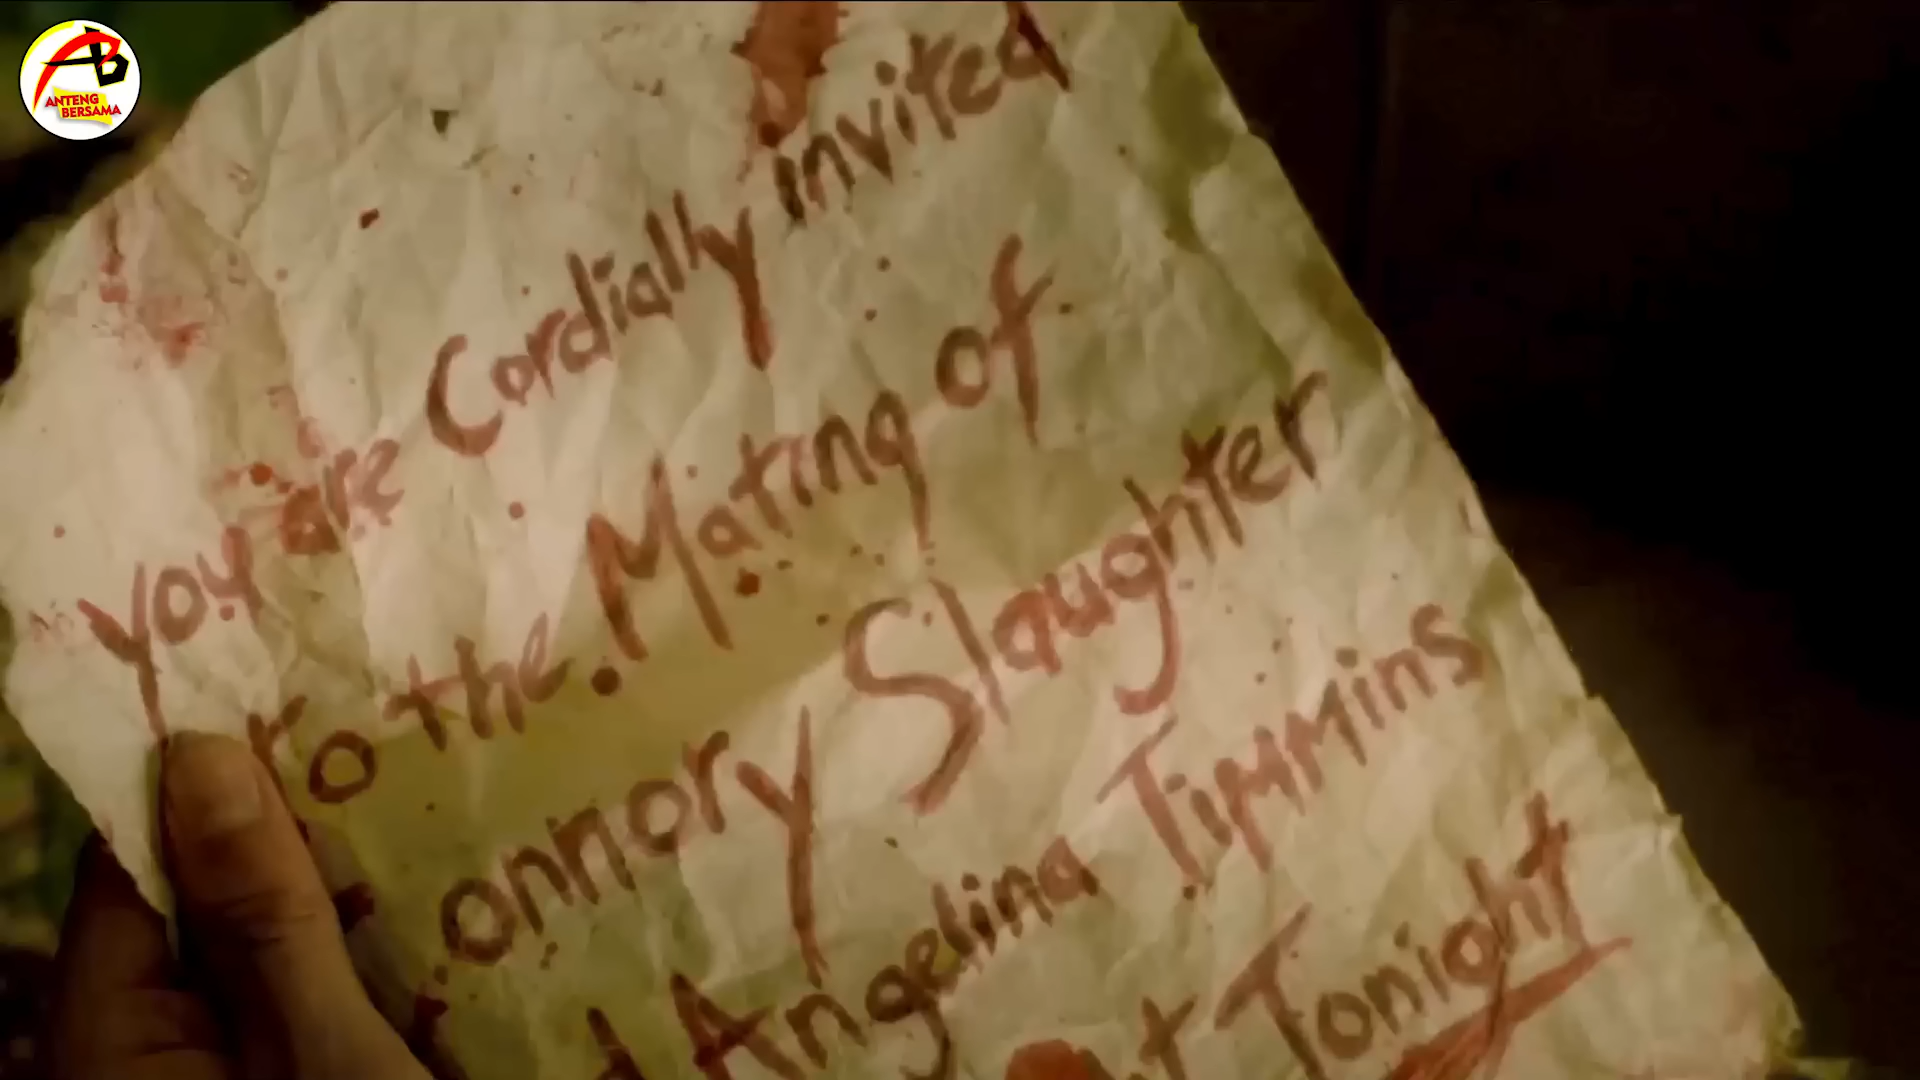 ANTENG
BERSAMA
you are Cordially invited
to the Mating of
onnory Slaughter
d Angelina Timmins
t Tonight